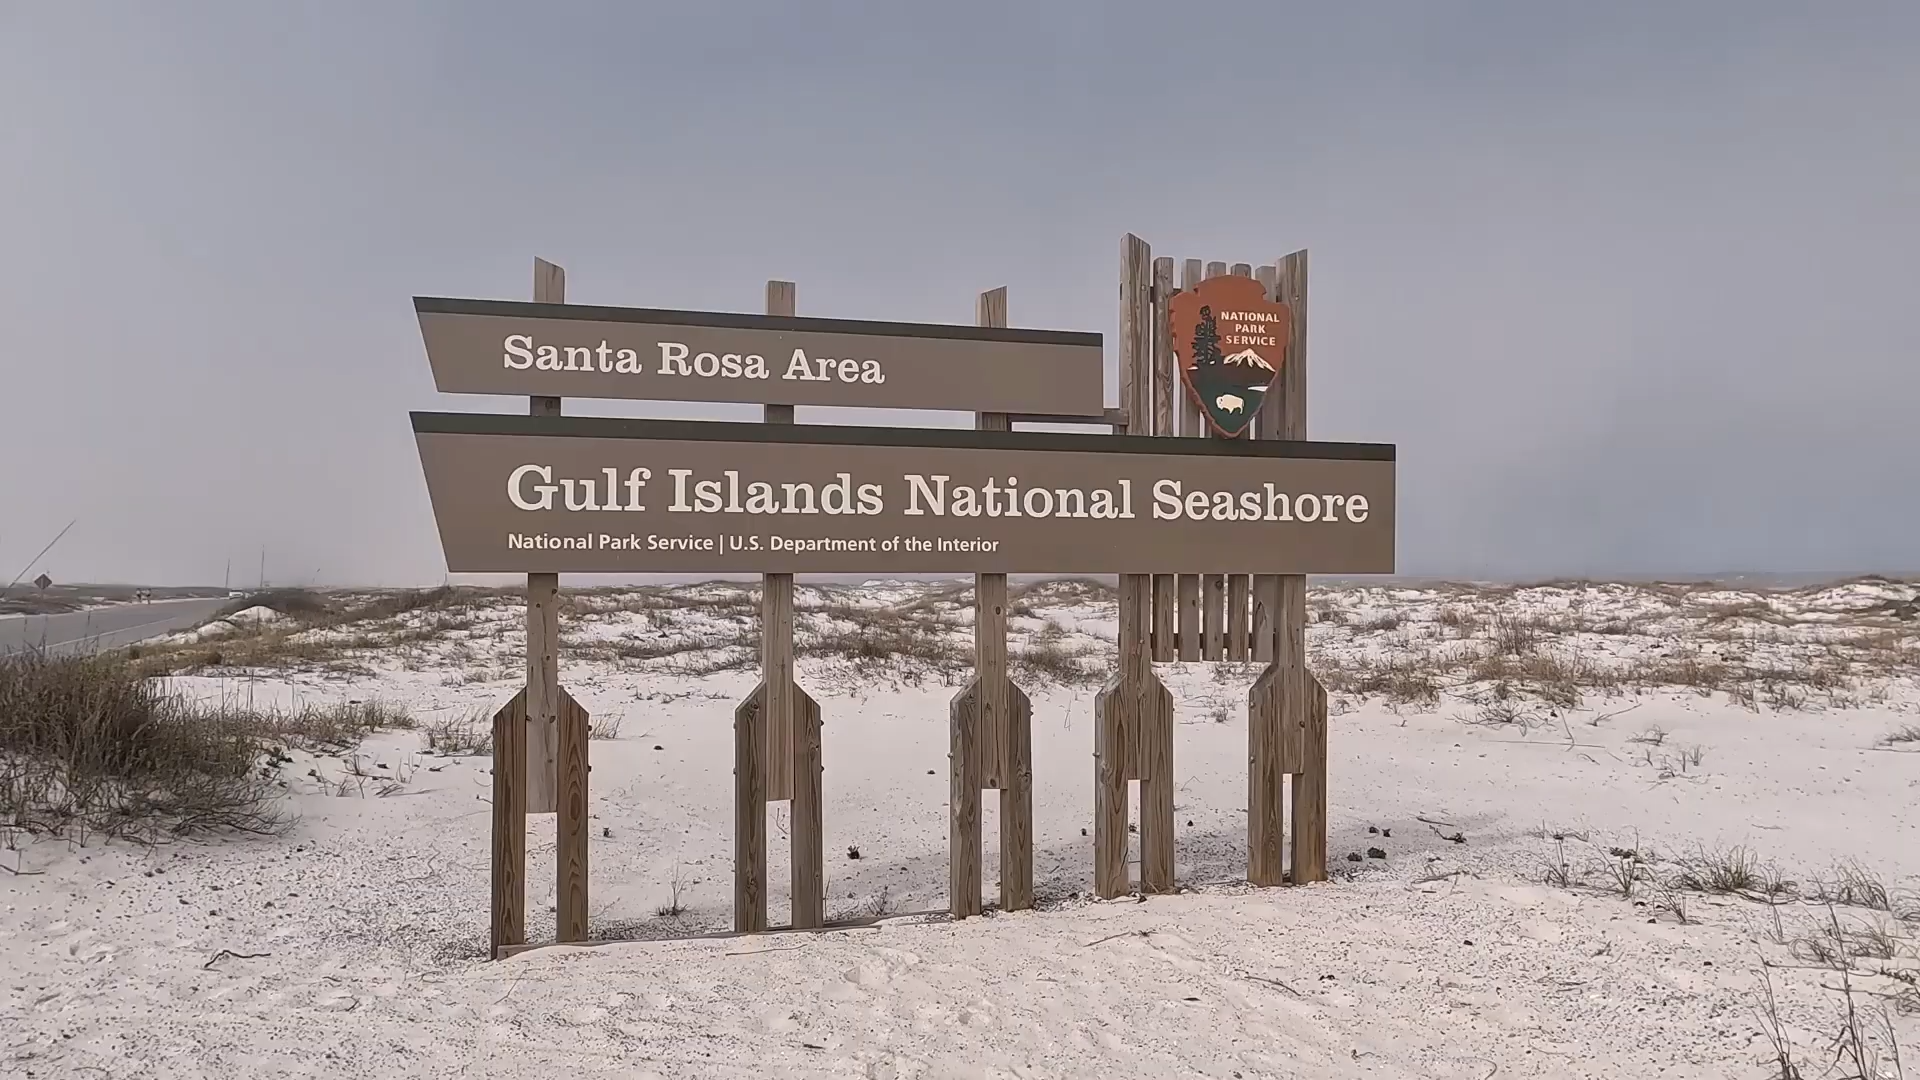 Santa Rosa Area
NATIONAL
PARK
SERVICE
Gulf Islands National Seashore
National Park Service | U.S. Department of the Interior